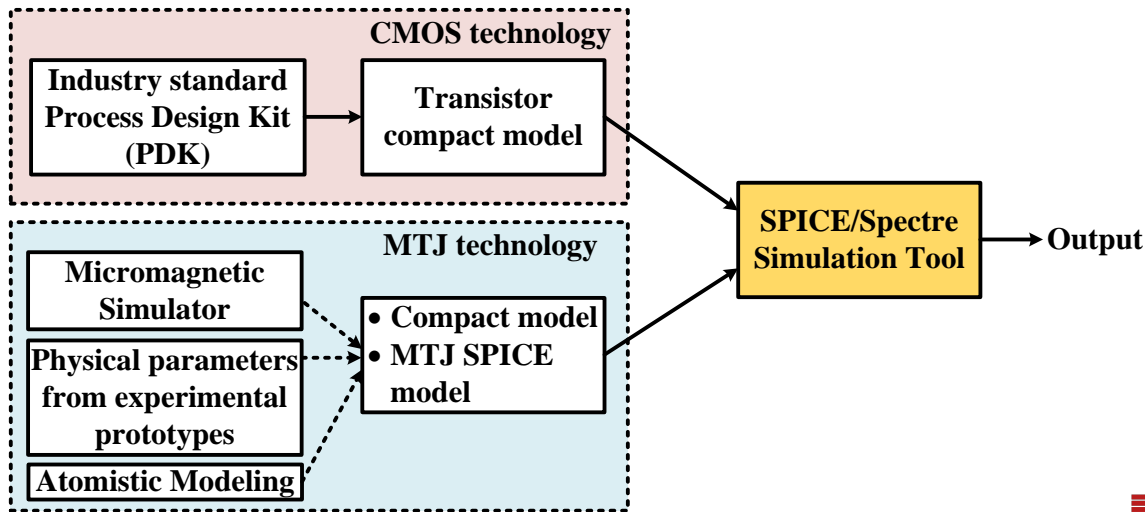 CMOS technology
Industry standard
Process Design Kit
(PDK)
Transistor
compact model
MTJ technology
Micromagnetic
Simulator
Physical parameters
from experimental
prototypes
Atomistic Modeling
• Compact model
• MTJ SPICE
model
SPICE/Spectre
Simulation Tool
Output